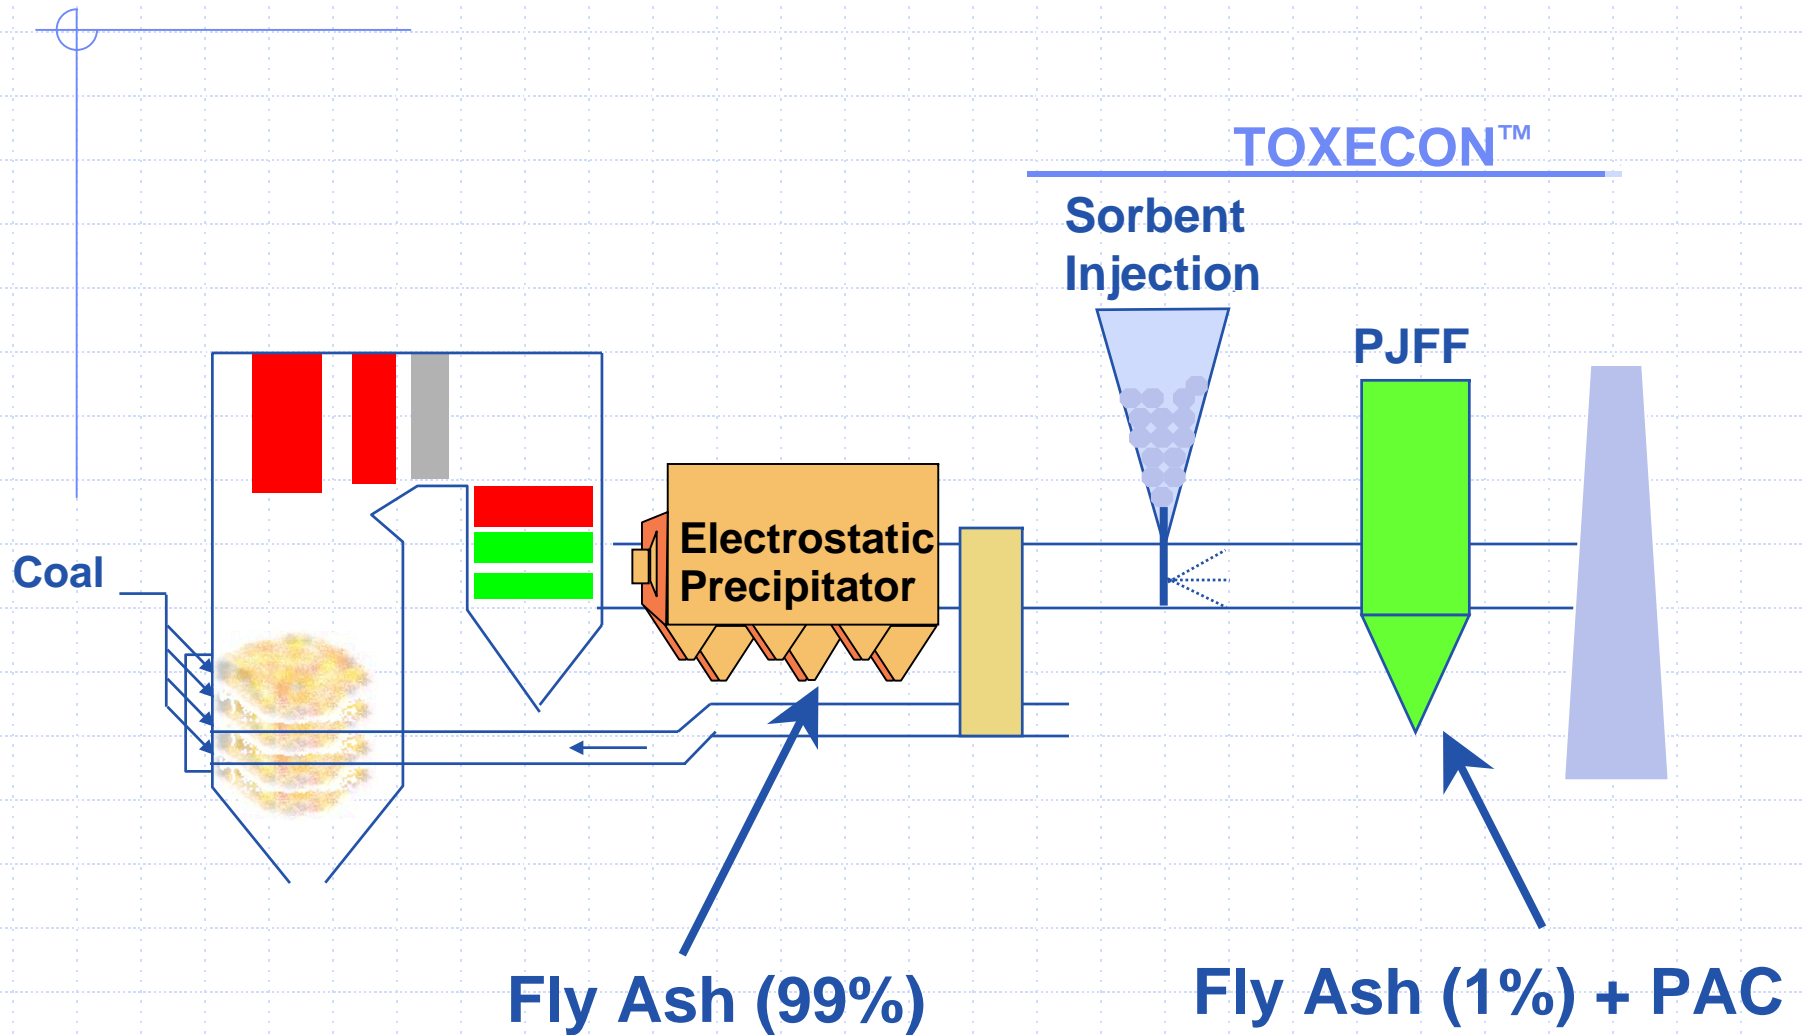 TOXECON™
Sorbent
Injection
PJFF
Electrostatic
Precipitator
Coal
Fly Ash (99%)
Fly Ash (1%) + PAC